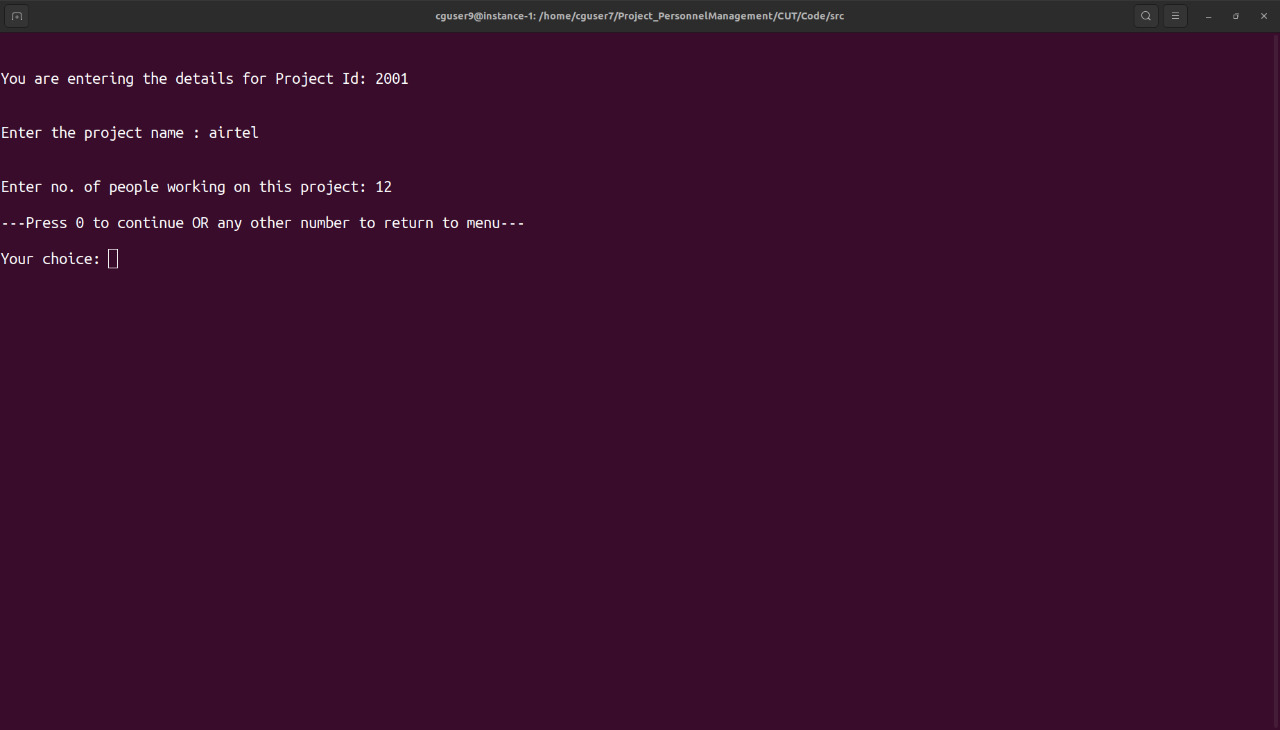 cguser9@instance-1: /home/cguser7/Project_PersonnelManagement/CUT/Code/src
You are entering the details for Project Id: 2001
Enter the project name : airtel
Enter no. of people working on this project: 12
---Press 0 to continue OR any other number to return to menu---
Your choice: